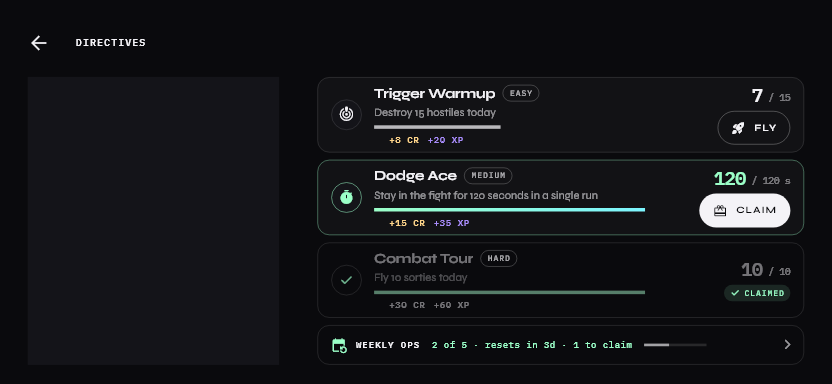 DIRECTIVES
Trigger Warmup EASY
7 / 15
Destroy 15 hostiles today
FLY
+8 CR +20 XP
Dodge Ace MEDIUM
120 / 120 s
Stay in the fight for 120 seconds in a single run
CLAIM
+15 CR +35 XP
Combat Tour HARD
10 / 10
Fly 10 sorties today
CLAIMED
+30 CR +60 XP
WEEKLY OPS 2 of 5 · resets in 3d · 1 to claim